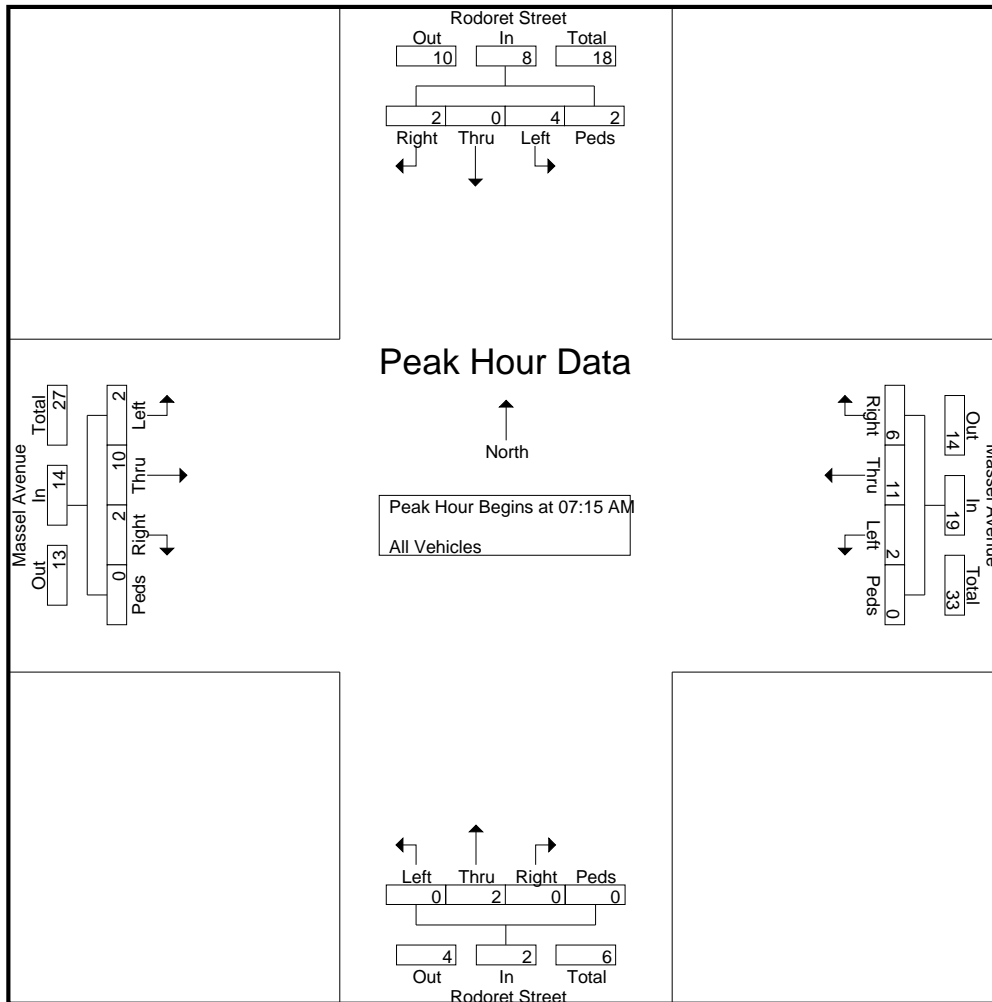 Rodoret Street
Out In Total
10 8 18
2 0 4 2
Right Thru Left Peds
Peak Hour Data
North
Peak Hour Begins at 07:15 AM
All Vehicles
Massel Avenue
Total In Out
27 14 13
2 10 2 0
Left Thru Right Peds
Right Thru Left Peds
6 11 2 0
Out In Total
14 19 33
Massel Avenue
Left Thru Right Peds
0 2 0 0
4 2 6
Out In Total
Rodoret Street